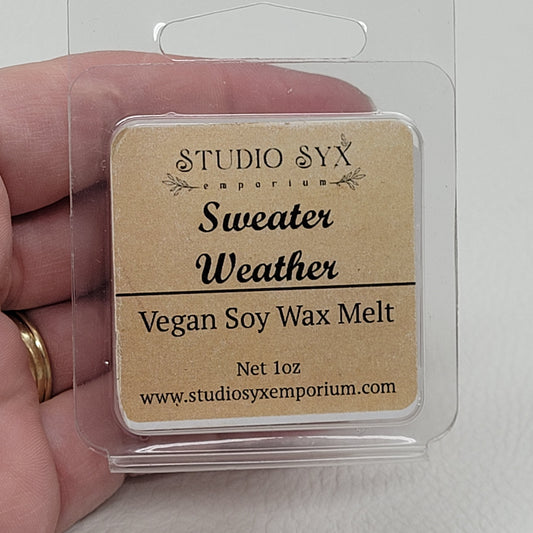 STUDIO SYX
emporium
Sweater
Weather
Vegan Soy Wax Melt
Net 1oz
www.studiosyxemporium.com